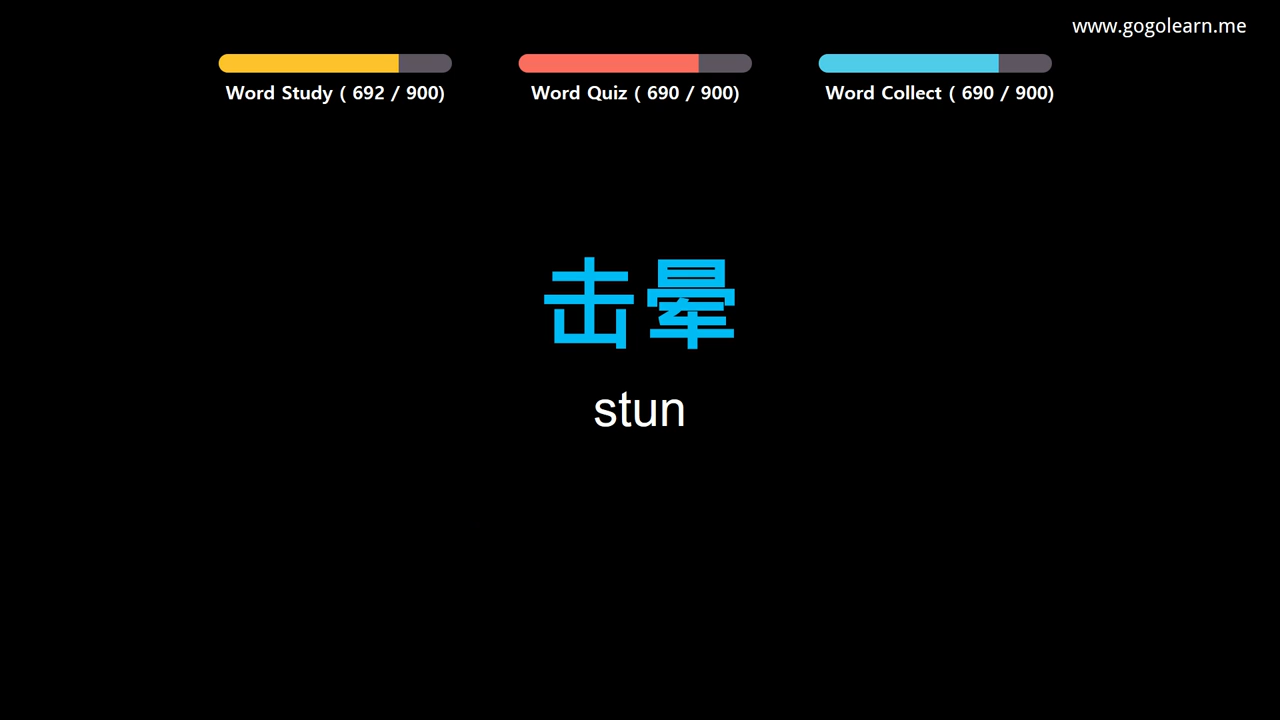 www.gogolearn.me
Word Study ( 692 / 900)
Word Quiz ( 690 / 900)
Word Collect ( 690 / 900)
击晕
stun